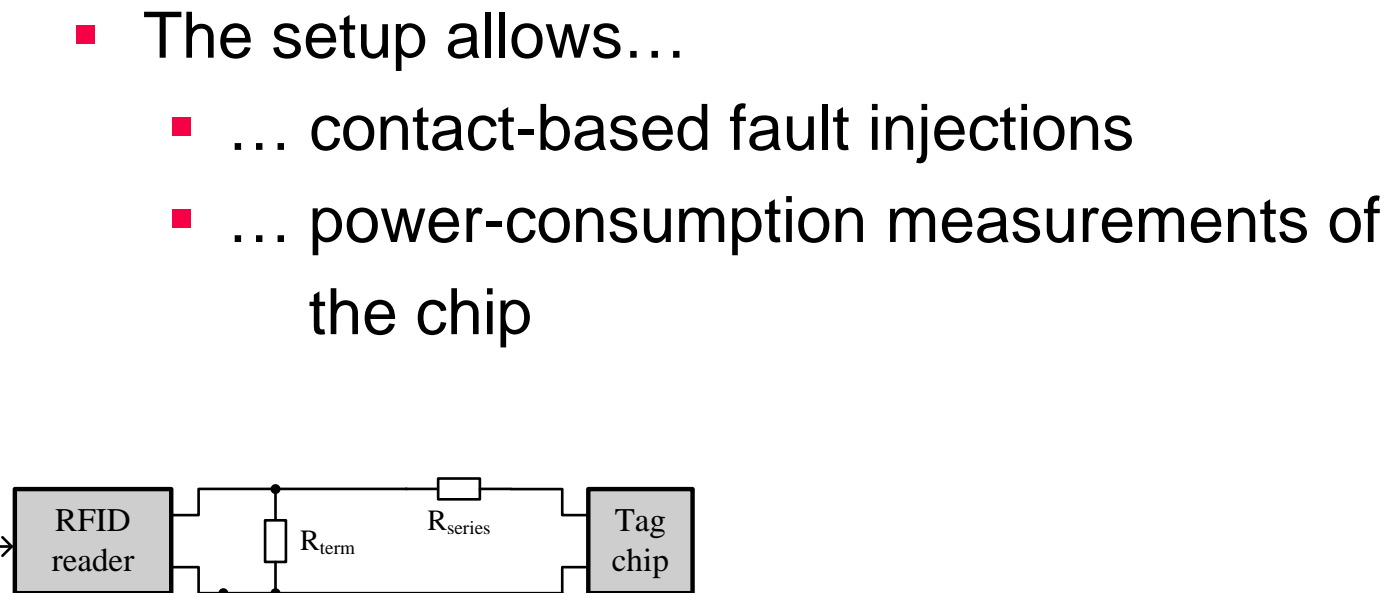 The setup allows…
… contact-based fault injections
… power-consumption measurements of
the chip
RFID
reader
Rterm
Rseries
Tag
chip